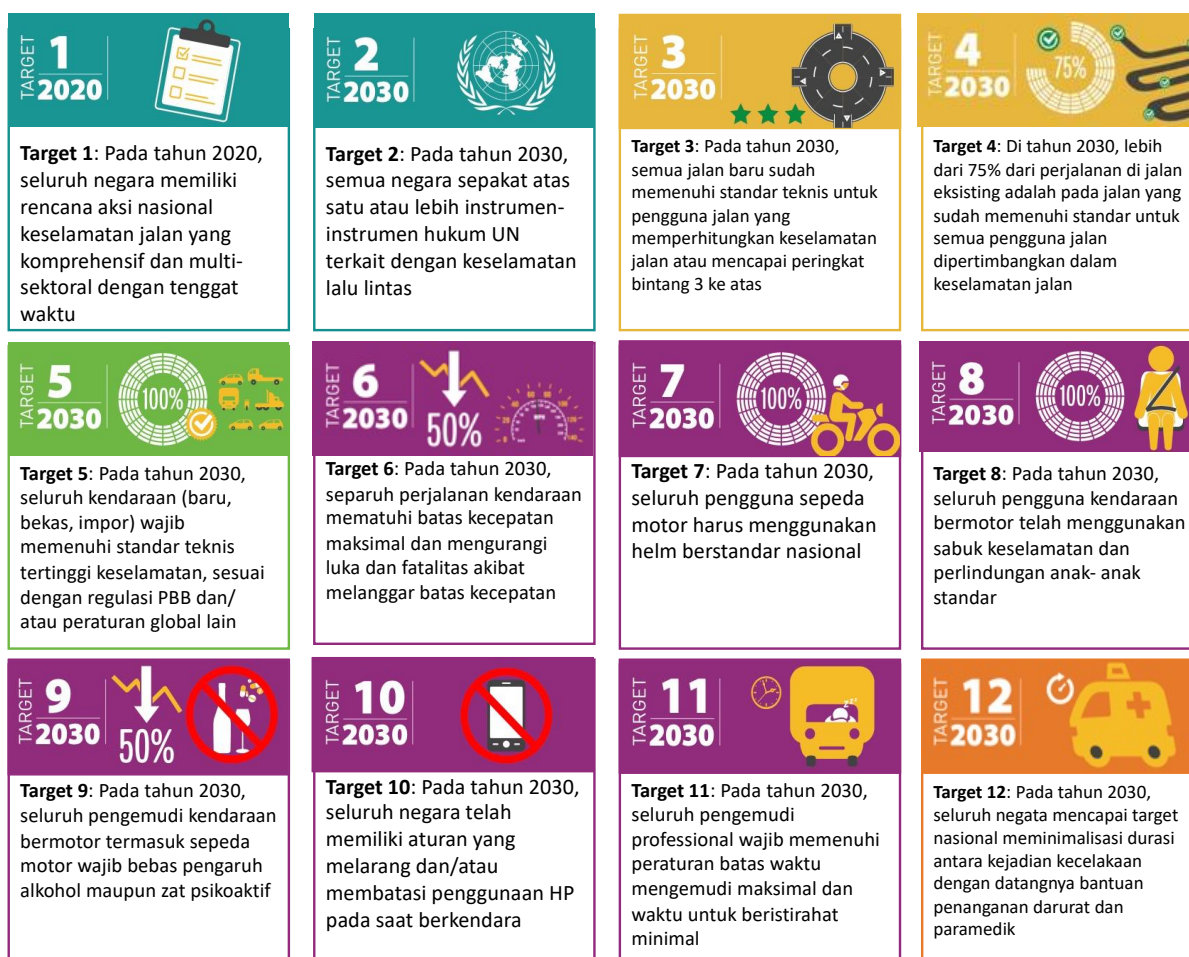 TARGET
1
2020
Target 1: Pada tahun 2020,
seluruh negara memiliki
rencana aksi nasional
keselamatan jalan yang
komprehensif dan multi-
sektoral dengan tenggat
waktu
TARGET
2
2030
Target 2: Pada tahun 2030,
semua negara sepakat atas
satu atau lebih instrumen-
instrumen hukum UN
terkait dengan keselamatan
lalu lintas
TARGET
3
2030
Target 3: Pada tahun 2030,
semua jalan baru sudah
memenuhi standar teknis untuk
pengguna jalan yang
memperhitungkan keselamatan
jalan atau mencapai peringkat
bintang 3 ke atas
TARGET
4
2030
75%
Target 4: Di tahun 2030, lebih
dari 75% dari perjalanan di jalan
eksisting adalah pada jalan yang
sudah memenuhi standar untuk
semua pengguna jalan
dipertimbangkan dalam
keselamatan jalan
TARGET
5
2030
100%
Target 5: Pada tahun 2030,
seluruh kendaraan (baru,
bekas, impor) wajib
memenuhi standar teknis
tertinggi keselamatan, sesuai
dengan regulasi PBB dan/
atau peraturan global lain
TARGET
6
2030
50%
Target 6: Pada tahun 2030,
separuh perjalanan kendaraan
mematuhi batas kecepatan
maksimal dan mengurangi
luka dan fatalitas akibat
melanggar batas kecepatan
TARGET
7
2030
100%
Target 7: Pada tahun 2030,
seluruh pengguna sepeda
motor harus menggunakan
helm berstandar nasional
TARGET
8
2030
100%
Target 8: Pada tahun 2030,
seluruh pengguna kendaraan
bermotor telah menggunakan
sabuk keselamatan dan
perlindungan anak- anak
standar
TARGET
9
2030
50%
Target 9: Pada tahun 2030,
seluruh pengemudi kendaraan
bermotor termasuk sepeda
motor wajib bebas pengaruh
alkohol maupun zat psikoaktif
TARGET
10
2030
Target 10: Pada tahun 2030,
seluruh negara telah
memiliki aturan yang
melarang dan/atau
membatasi penggunaan HP
pada saat berkendara
TARGET
11
2030
Target 11: Pada tahun 2030,
seluruh pengemudi
professional wajib memenuhi
peraturan batas waktu
mengemudi maksimal dan
waktu untuk beristirahat
minimal
TARGET
12
2030
Target 12: Pada tahun 2030,
seluruh negata mencapai target
nasional meminimalisasi durasi
antara kejadian kecelakaan
dengan datangnya bantuan
penanganan darurat dan
paramedik